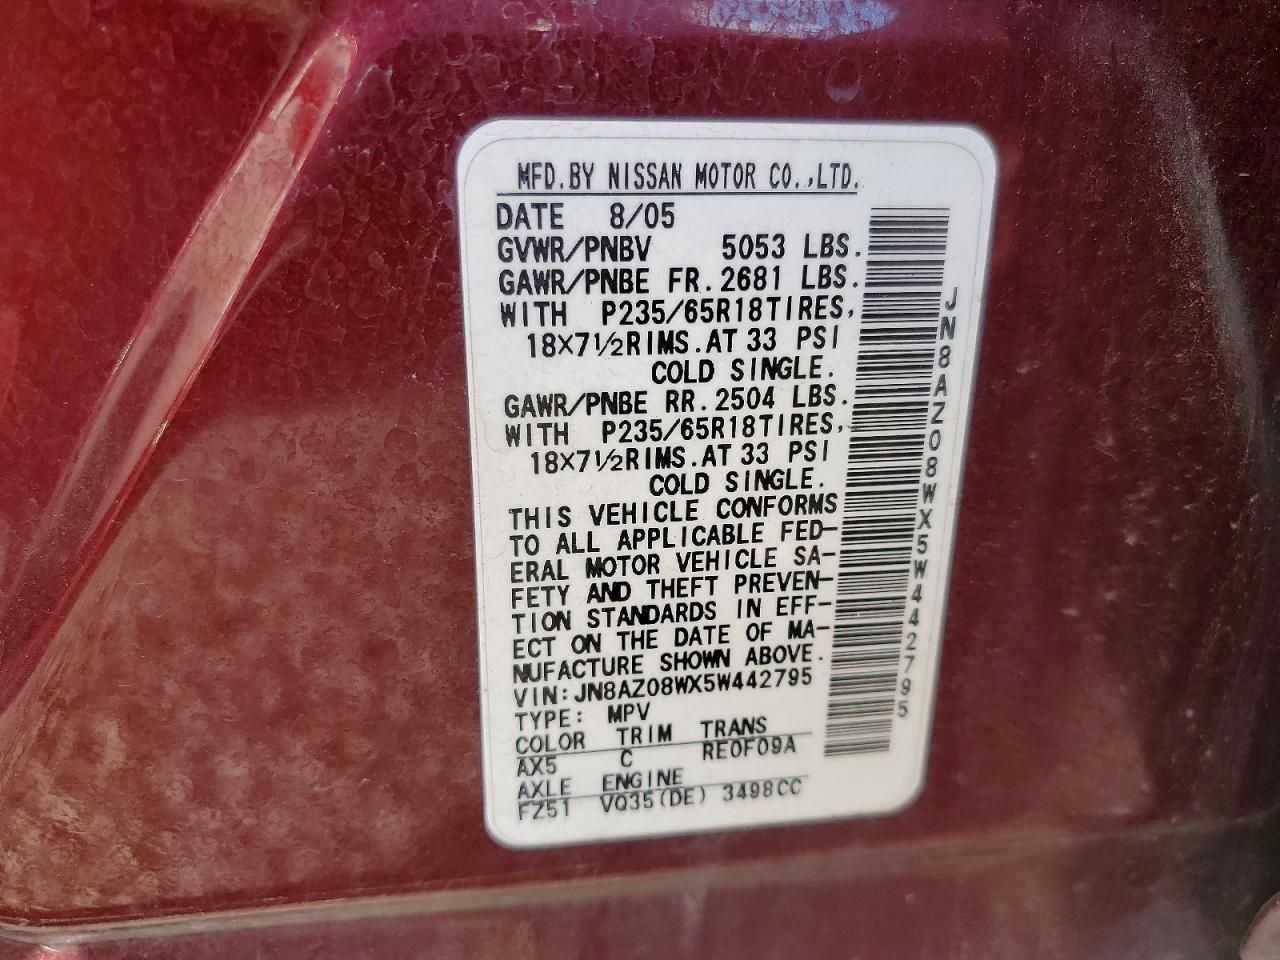 MFD.BY NISSAN MOTOR CO.,LTD.
DATE 8/05
GVWR/PNBV 5053 LBS.
GAWR/PNBE FR.2681 LBS.
WITH P235/65R18TIRES,
18×7½RIMS.AT 33 PSI
COLD SINGLE.
GAWR/PNBE RR.2504 LBS.
WITH P235/65R18TIRES,
18×7½RIMS.AT 33 PSI
COLD SINGLE.
THIS VEHICLE CONFORMS
TO ALL APPLICABLE FED-
ERAL MOTOR VEHICLE SA-
FETY AND THEFT PREVEN-
TION STANDARDS IN EFF-
ECT ON THE DATE OF MA-
NUFACTURE SHOWN ABOVE.
VIN:JN8AZ08WX5W442795
TYPE: MPV
COLOR TRIM TRANS
AX5 C RE0F09A
AXLE ENGINE
FZ51 VQ35(DE) 3498CC
JN8AZ08WX5W442795